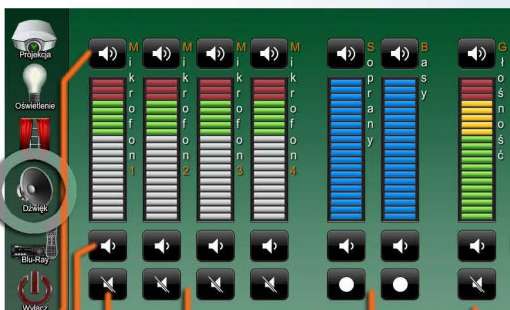 Projekcja
Oświetlenie
Dźwięk
Blu-Ray
Wyłącz
Mikrofon 1
Mikrofon 2
Mikrofon 3
Mikrofon 4
Soprany
Basy
Głośność